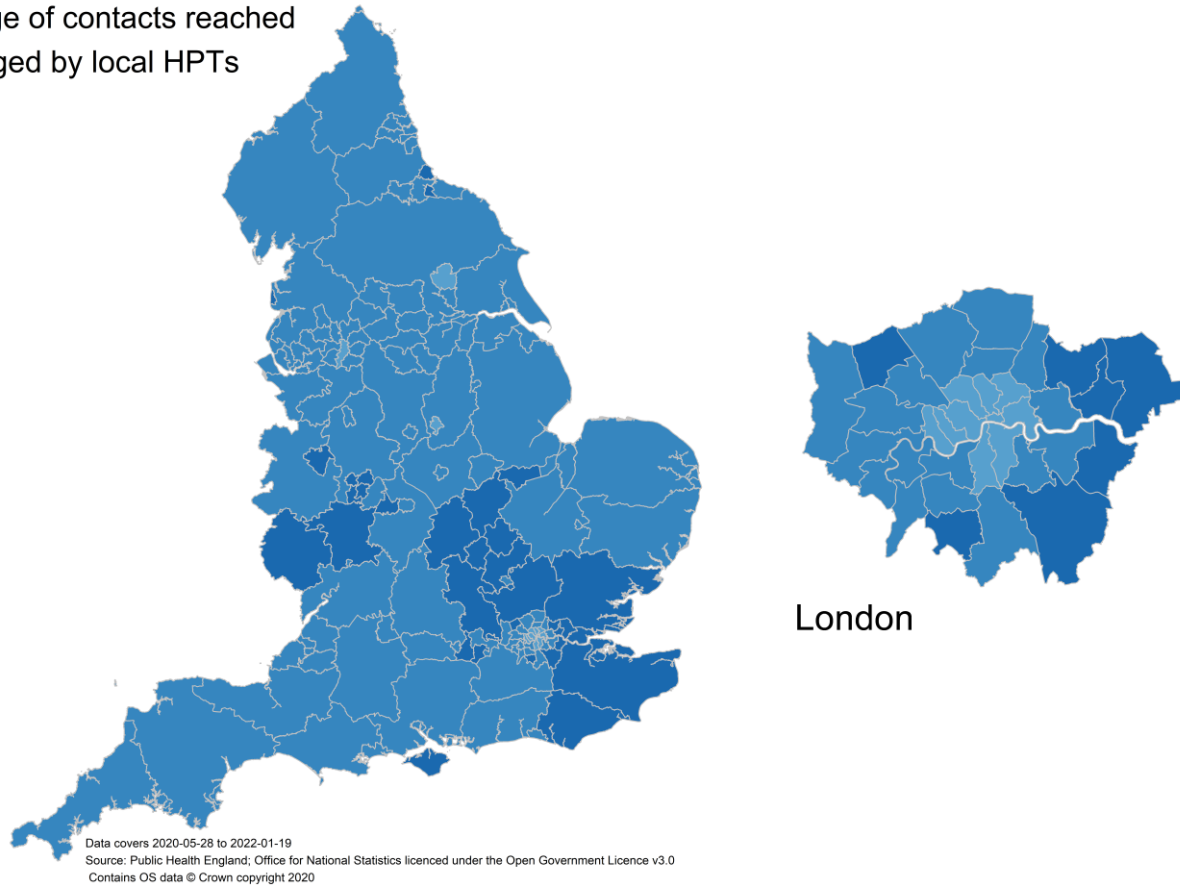 ge of contacts reached
ged by local HPTs
London
Data covers 2020-05-28 to 2022-01-19
Source: Public Health England; Office for National Statistics licenced under the Open Government Licence v3.0
Contains OS data © Crown copyright 2020